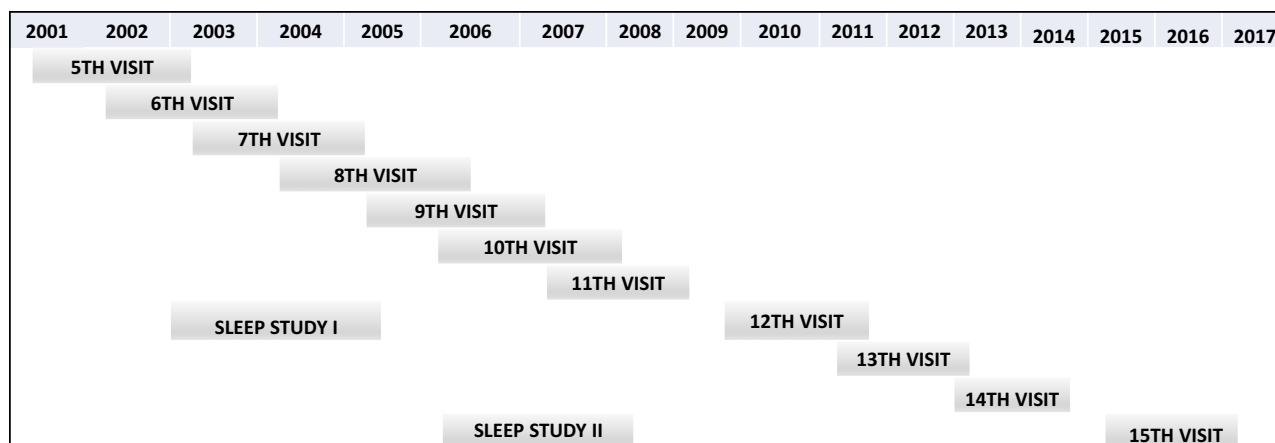 2001 2002 2003 2004 2005 2006 2007 2008 2009 2010 2011 2012 2013 2014 2015 2016 2017
5TH VISIT
6TH VISIT
7TH VISIT
8TH VISIT
9TH VISIT
10TH VISIT
11TH VISIT
SLEEP STUDY I 12TH VISIT
13TH VISIT
14TH VISIT
SLEEP STUDY II 15TH VISIT